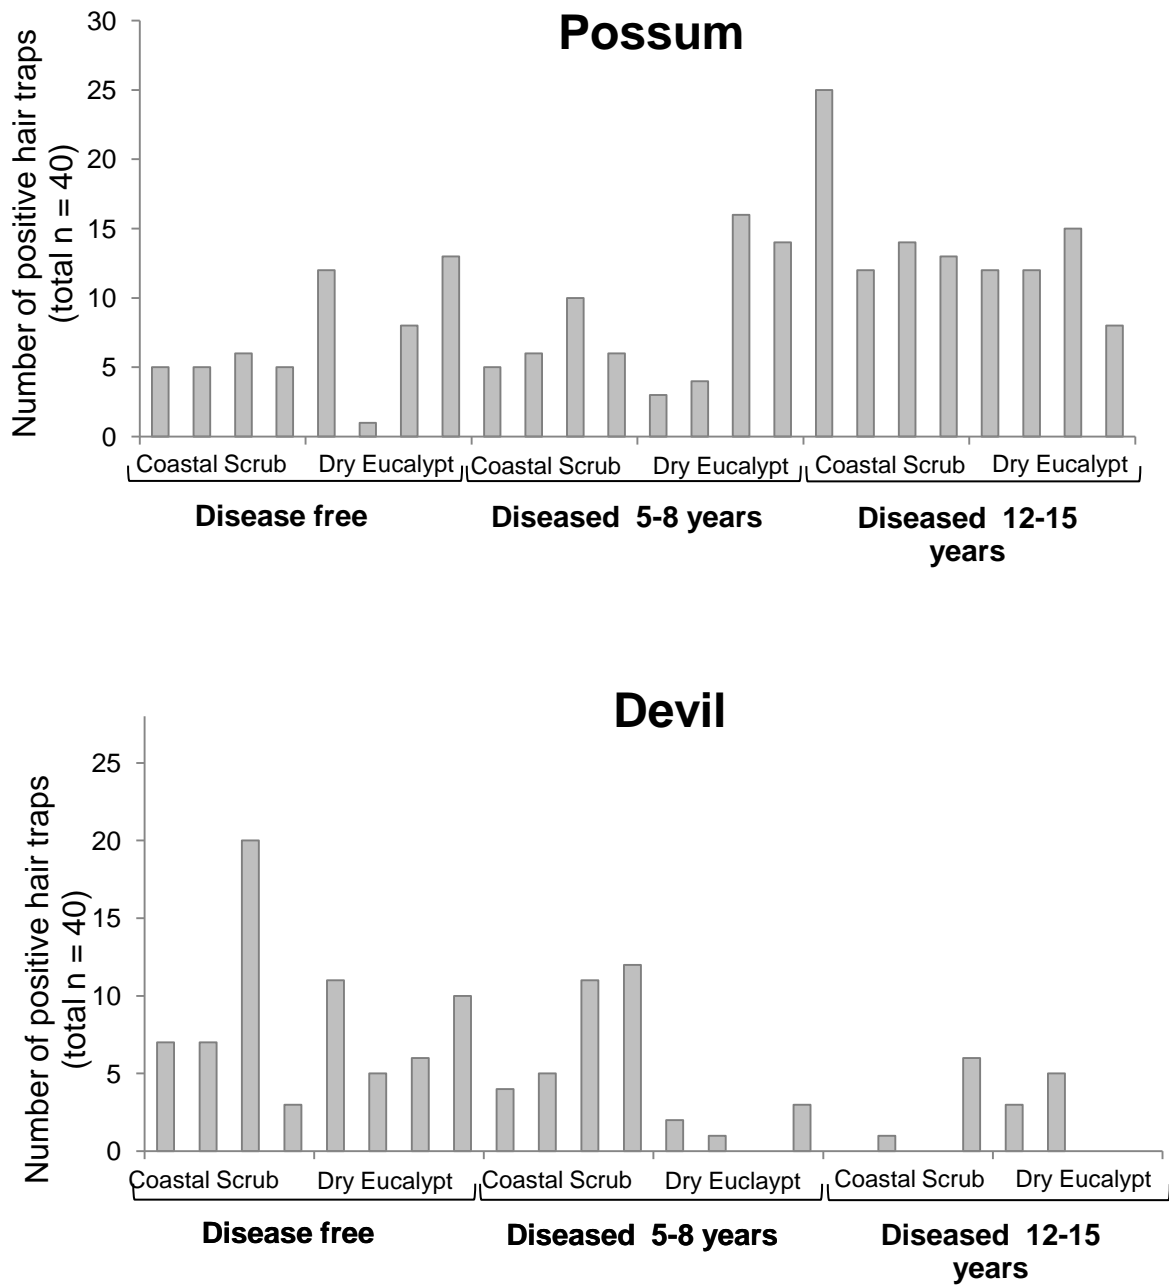 Possum
Number of positive hair traps
(total n = 40)
30
25
20
15
10
5
0
Coastal Scrub Dry Eucalypt Coastal Scrub Dry Eucalypt Coastal Scrub Dry Eucalypt
Disease free Diseased 5-8 years Diseased 12-15
years
Devil
Number of positive hair traps
(total n = 40)
25
20
15
10
5
0
Coastal Scrub Dry Eucalypt Coastal Scrub Dry Euclaypt Coastal Scrub Dry Eucalypt
Disease free Diseased 5-8 years Diseased 12-15
years